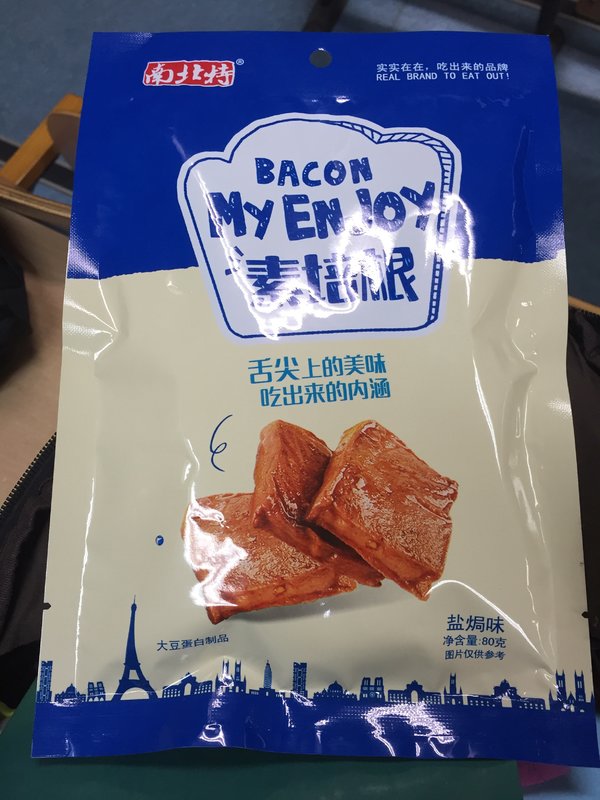 南北特®
实实在在，吃出来的品牌
REAL BRAND TO EAT OUT!
BACON
MY ENJOY
素培根
舌尖上的美味
吃出来的内涵
大豆蛋白制品
盐焗味
净含量:80克
图片仅供参考